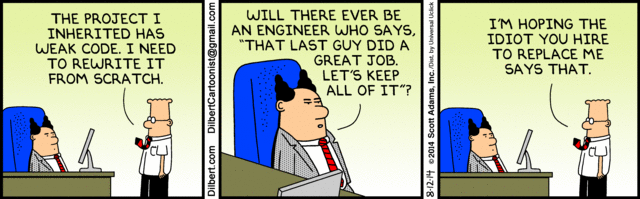 THE PROJECT I
INHERITED HAS
WEAK CODE. I NEED
TO REWRITE IT
FROM SCRATCH.
Dilbert.com DilbertCartoonist@gmail.com
WILL THERE EVER BE
AN ENGINEER WHO SAYS,
"THAT LAST GUY DID A
GREAT JOB.
LET'S KEEP
ALL OF IT"?
8-12-14 ©2014 Scott Adams, Inc. /Dist. by Universal Uclick
I'M HOPING THE
IDIOT YOU HIRE
TO REPLACE ME
SAYS THAT.